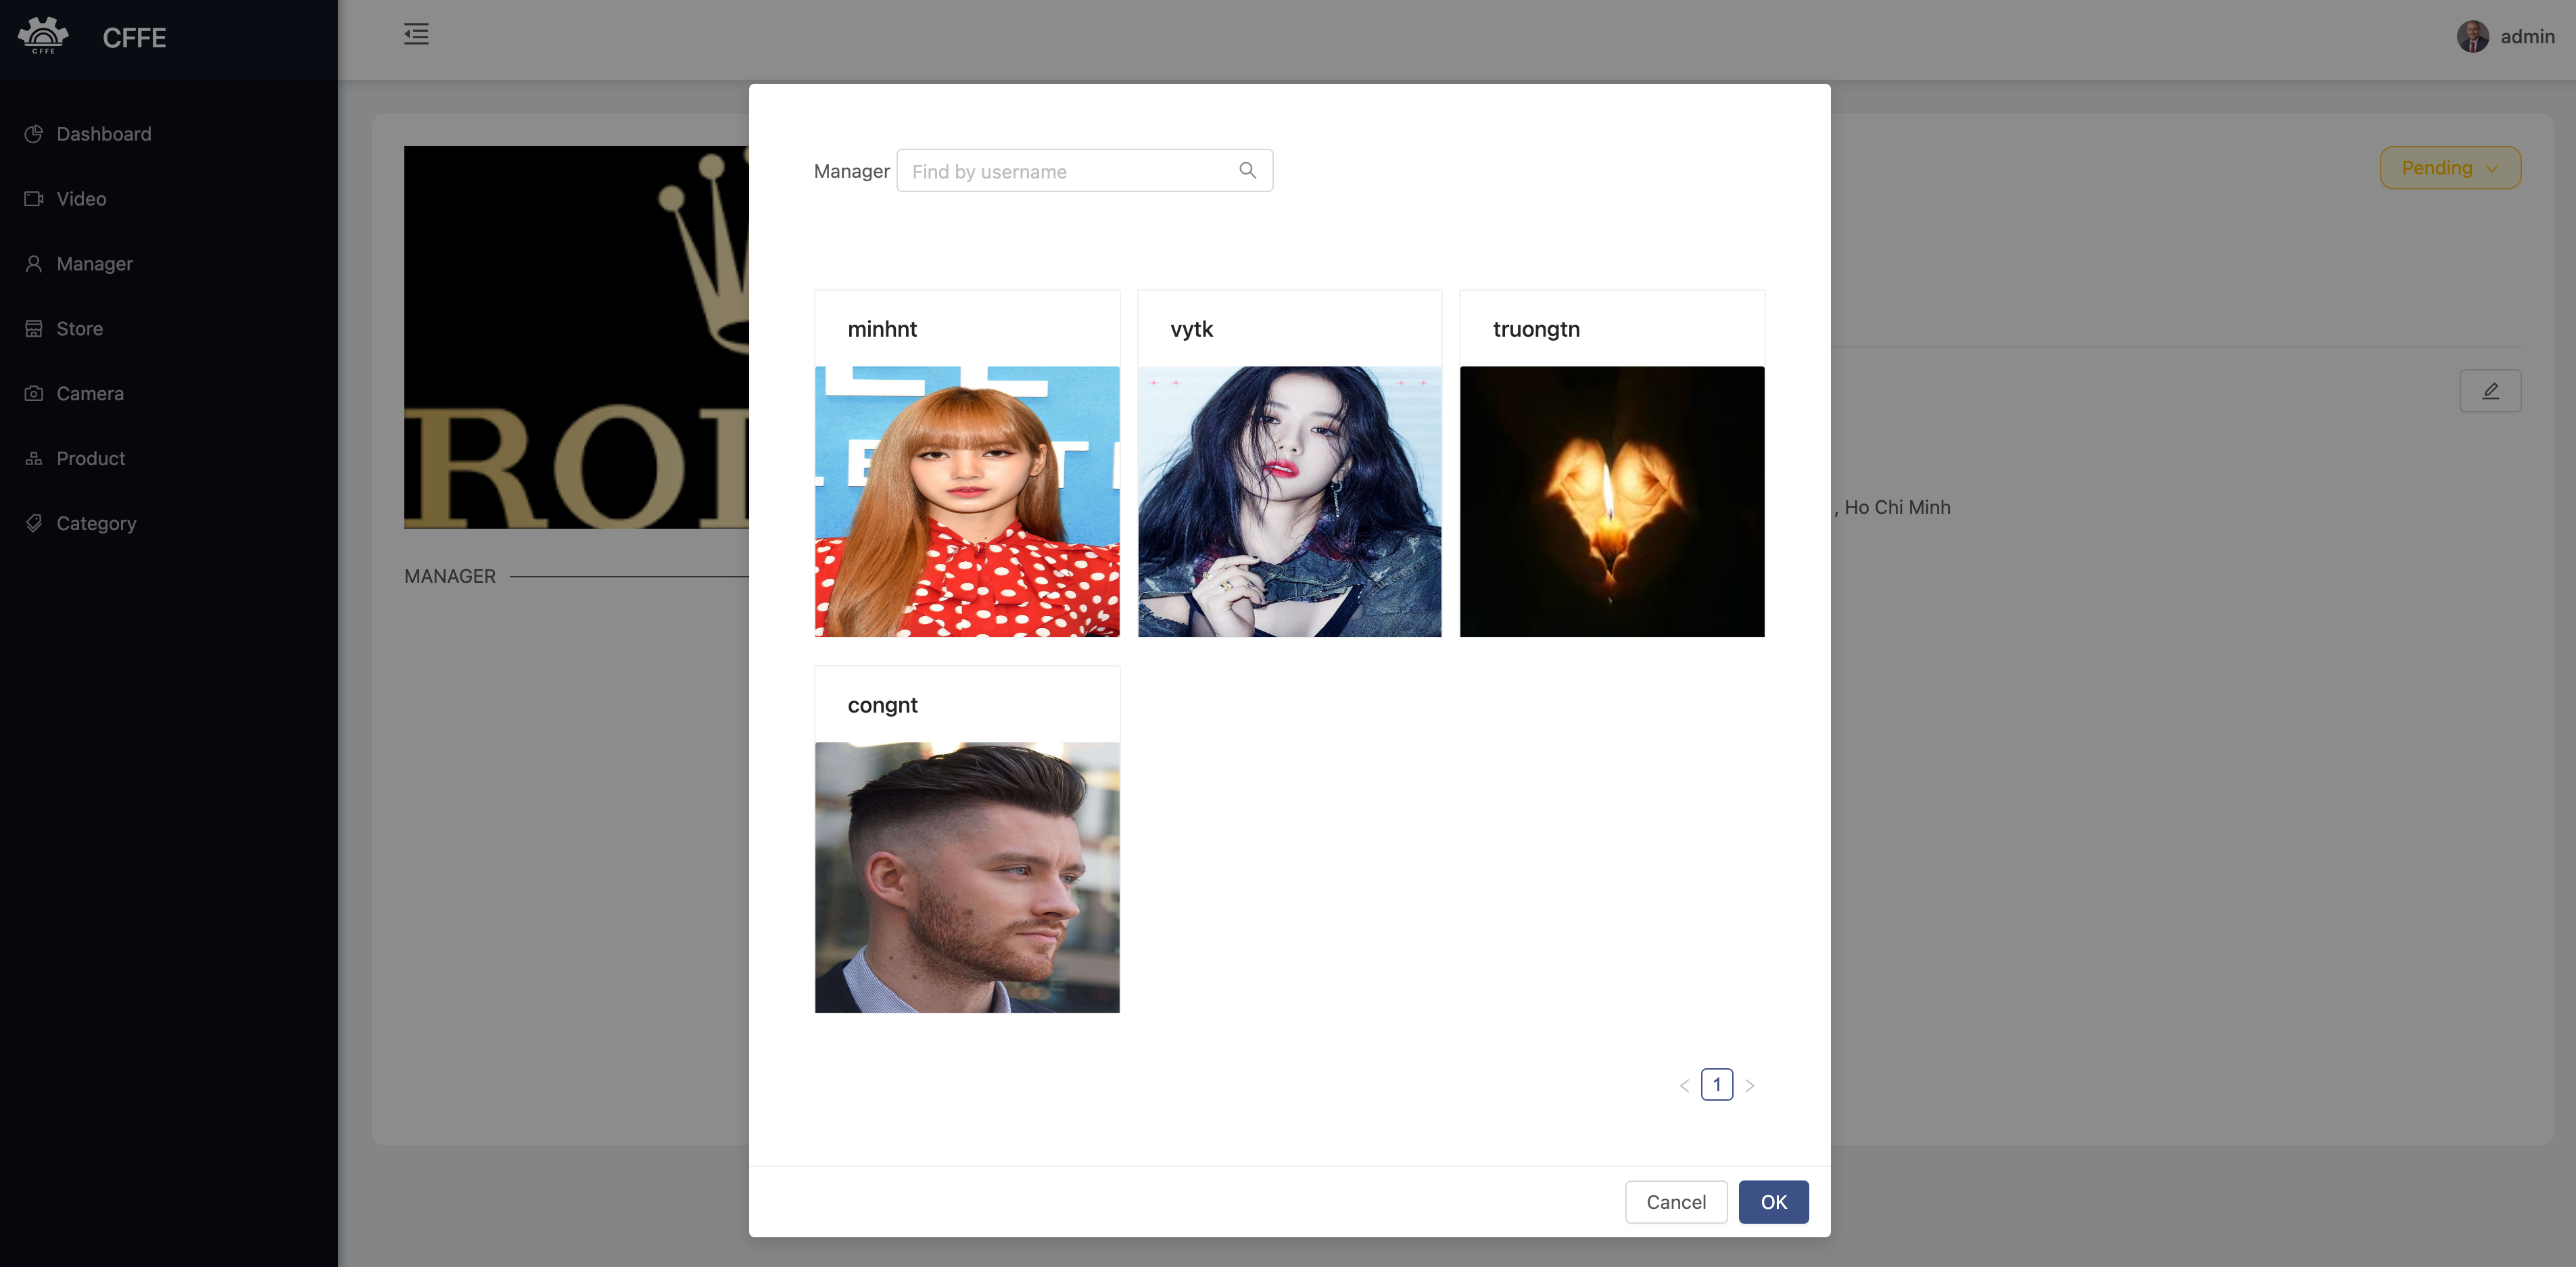 CFFE
CFFE
admin
Dashboard
Video
Manager
Store
Camera
Product
Category
Manager
Find by username
Pending
minhnt
vytk
truongtn
, Ho Chi Minh
MANAGER
congnt
1
Cancel
OK